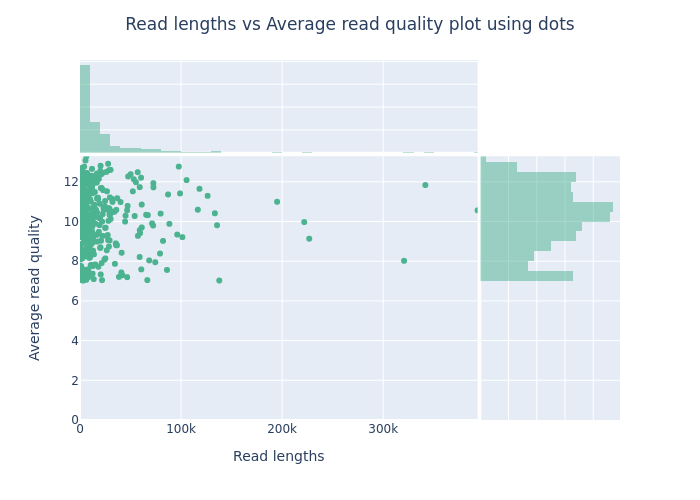 Read lengths vs Average read quality plot using dots
Average read quality
12
10
8
6
4
2
0
0
100k
200k
300k
Read lengths